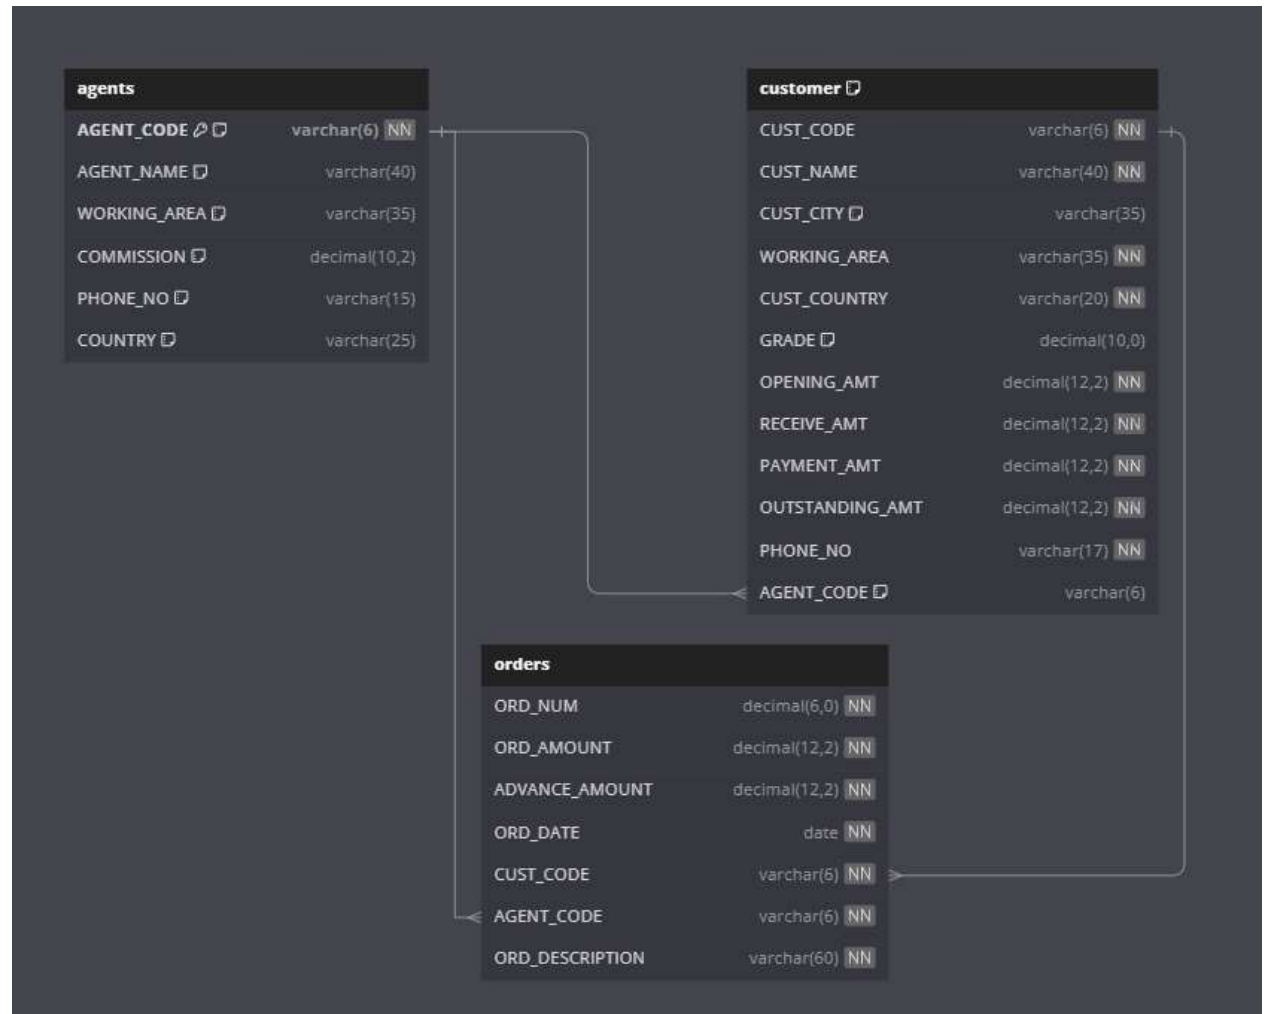 agents
AGENT_CODE varchar(6) NN
AGENT_NAME varchar(40)
WORKING_AREA varchar(35)
COMMISSION decimal(10,2)
PHONE_NO varchar(15)
COUNTRY varchar(25)
customer
CUST_CODE varchar(6) NN
CUST_NAME varchar(40) NN
CUST_CITY varchar(35)
WORKING_AREA varchar(35) NN
CUST_COUNTRY varchar(20) NN
GRADE decimal(10,0)
OPENING_AMT decimal(12,2) NN
RECEIVE_AMT decimal(12,2) NN
PAYMENT_AMT decimal(12,2) NN
OUTSTANDING_AMT decimal(12,2) NN
PHONE_NO varchar(17) NN
AGENT_CODE varchar(6)
orders
ORD_NUM decimal(6,0) NN
ORD_AMOUNT decimal(12,2) NN
ADVANCE_AMOUNT decimal(12,2) NN
ORD_DATE date NN
CUST_CODE varchar(6) NN
AGENT_CODE varchar(6) NN
ORD_DESCRIPTION varchar(60) NN